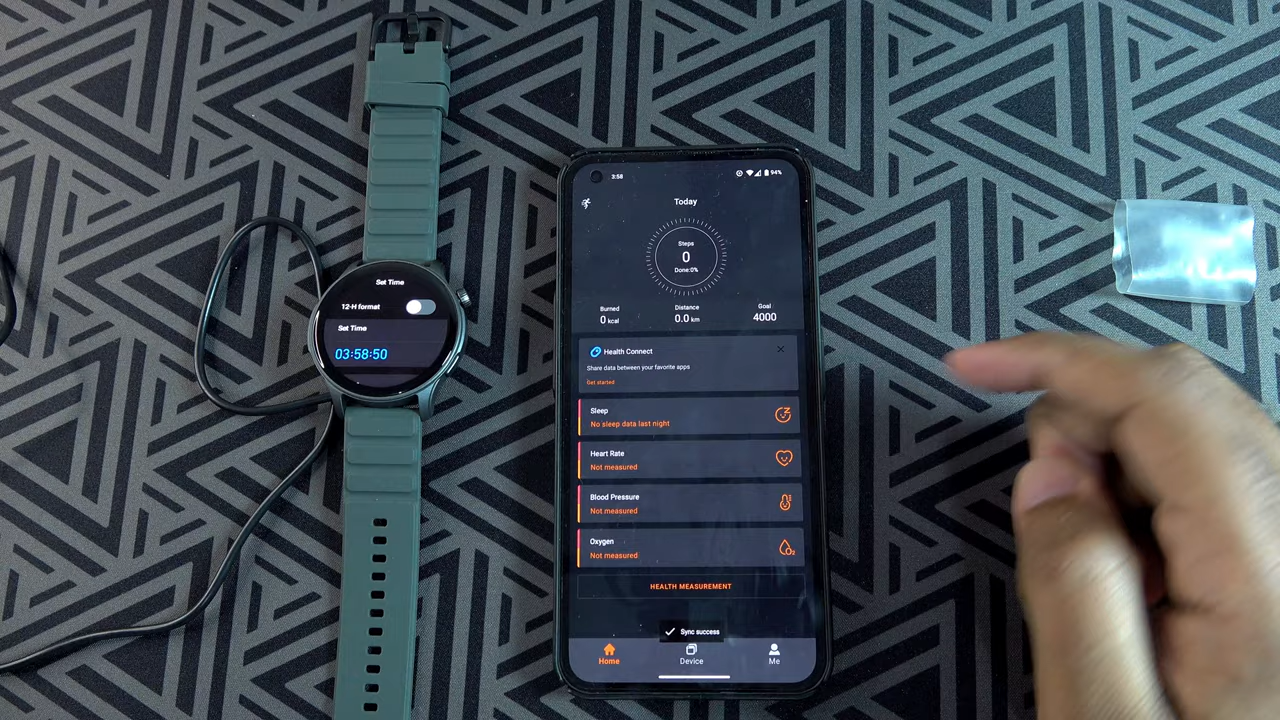 Set Time
12-H format
Set Time
03:58:50
3:58
94%
Today
Steps
0
Done:0%
Burned
0 kcal
Distance
0.0 km
Goal
4000
Health Connect
Share data between your favorite apps
Get started
Sleep
No sleep data last night
Heart Rate
Not measured
Blood Pressure
Not measured
Oxygen
Not measured
O₂
HEALTH MEASUREMENT
Sync success
Home
Device
Me